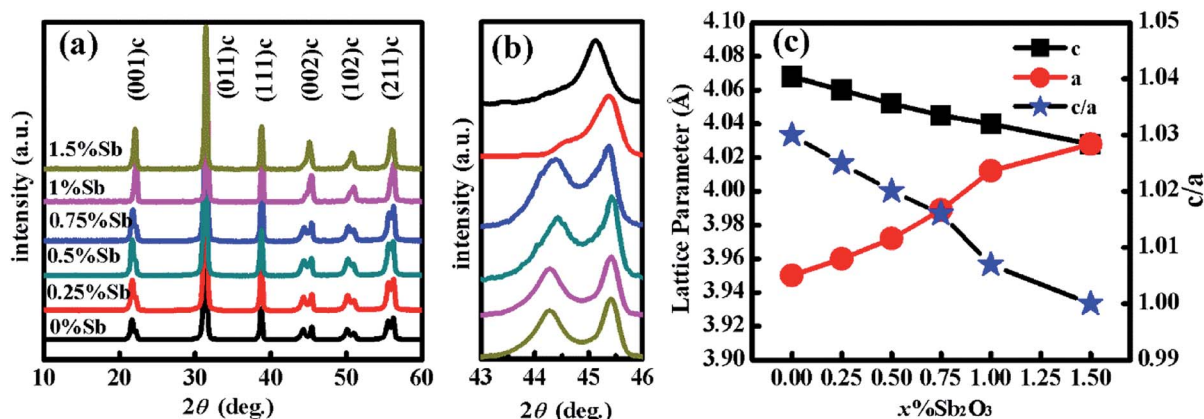 (a)
(001)c
(011)c
(111)c
(002)c
(102)c
(211)c
1.5%Sb
1%Sb
0.75%Sb
0.5%Sb
0.25%Sb
0%Sb
intensity (a.u.)
10 20 30 40 50 60
2θ (deg.)
(b)
intensity (a.u.)
43 44 45 46
2θ (deg.)
(c)
c
a
c/a
Lattice Parameter (Å)
4.10
4.08
4.06
4.04
4.02
4.00
3.98
3.96
3.94
3.92
3.90
1.05
1.04
1.03
1.02
1.01
1.00
0.99
c/a
0.00 0.25 0.50 0.75 1.00 1.25 1.50
x%Sb₂O₃